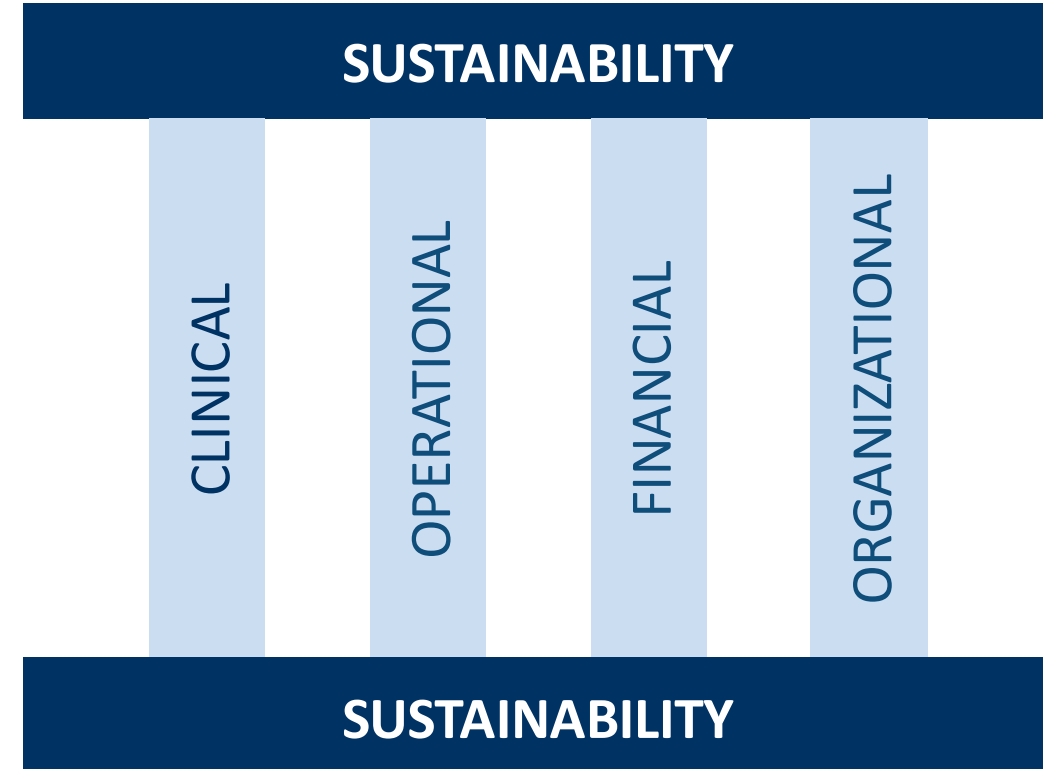 SUSTAINABILITY
CLINICAL
OPERATIONAL
FINANCIAL
ORGANIZATIONAL
SUSTAINABILITY